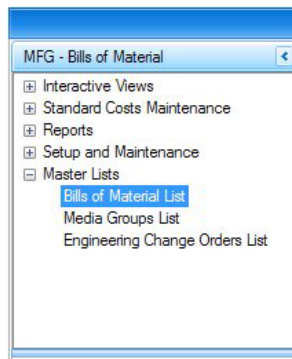 MFG - Bills of Material
Interactive Views
Standard Costs Maintenance
Reports
Setup and Maintenance
Master Lists
Bills of Material List
Media Groups List
Engineering Change Orders List